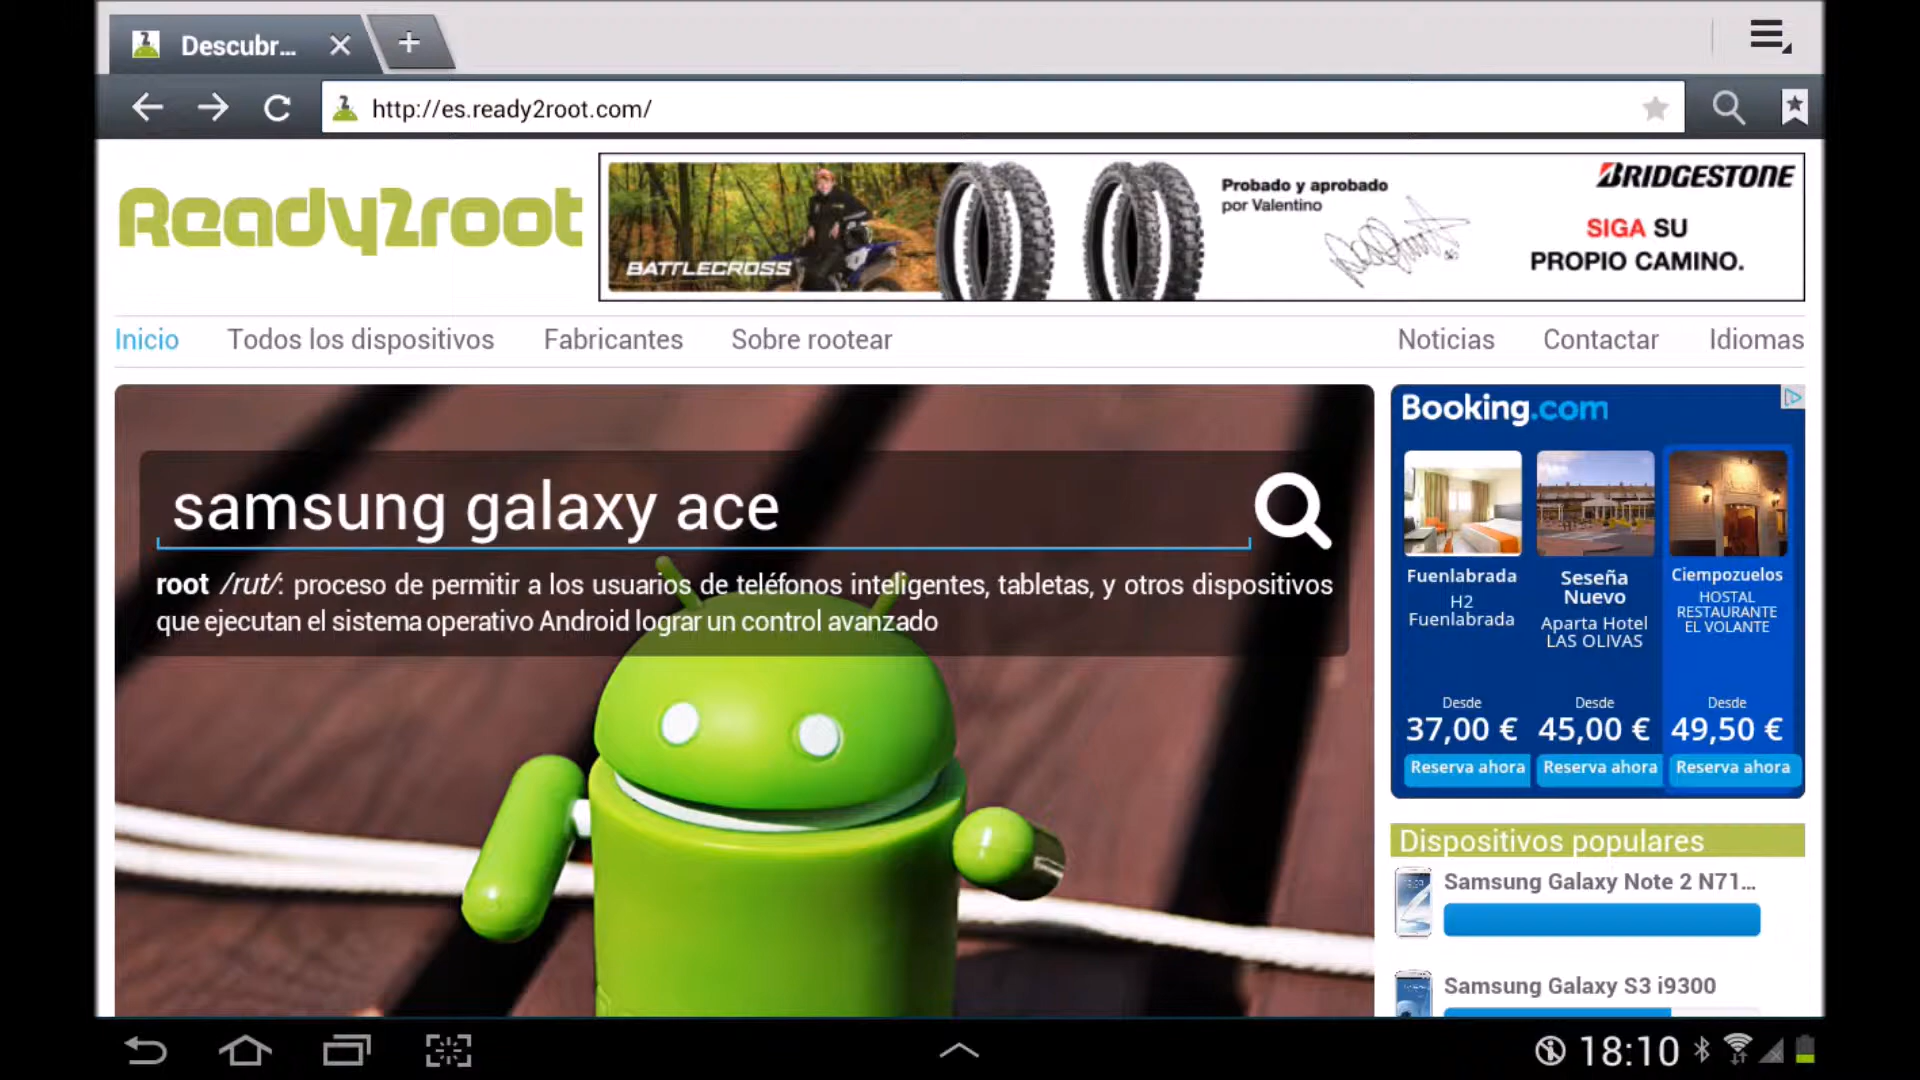 Descubr...
http://es.ready2root.com/
Ready2root
BATTLECROSS
Probado y aprobado
por Valentino
BRIDGESTONE
SIGA SU
PROPIO CAMINO.
Inicio Todos los dispositivos Fabricantes Sobre rootear Noticias Contactar Idiomas
samsung galaxy ace
root /rut/: proceso de permitir a los usuarios de teléfonos inteligentes, tabletas, y otros dispositivos
que ejecutan el sistema operativo Android lograr un control avanzado
Booking.com
Fuenlabrada
H2
Fuenlabrada
Desde
37,00 €
Reserva ahora
Seseña
Nuevo
Aparta Hotel
LAS OLIVAS
Desde
45,00 €
Reserva ahora
Ciempozuelos
HOSTAL
RESTAURANTE
EL VOLANTE
Desde
49,50 €
Reserva ahora
Dispositivos populares
Samsung Galaxy Note 2 N71...
Samsung Galaxy S3 i9300
18:10